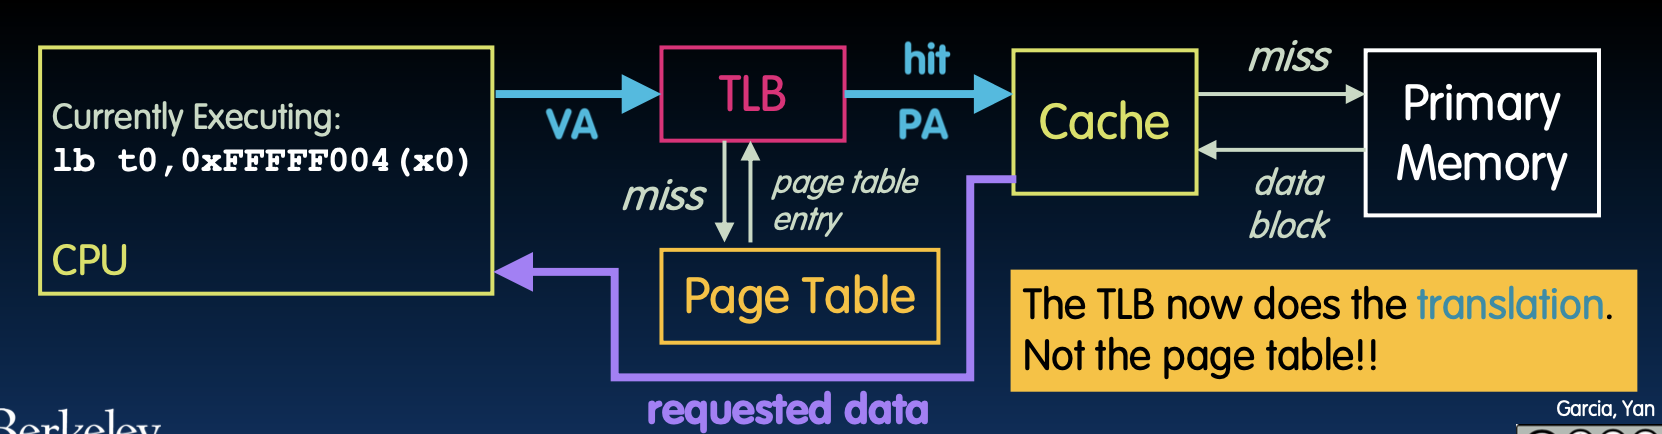 Currently Executing:
lb t0,0xFFFFF004(x0)
CPU
VA
TLB
hit
PA
Cache
miss
Primary
Memory
data
block
miss
page table
entry
Page Table
requested data
The TLB now does the translation.
Not the page table!!
Berkeley
Garcia, Yan